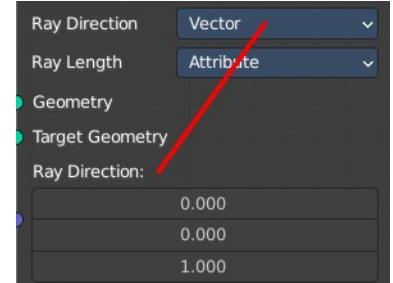 Ray Direction Vector
Ray Length Attribute
Geometry
Target Geometry
Ray Direction:
0.000
0.000
1.000